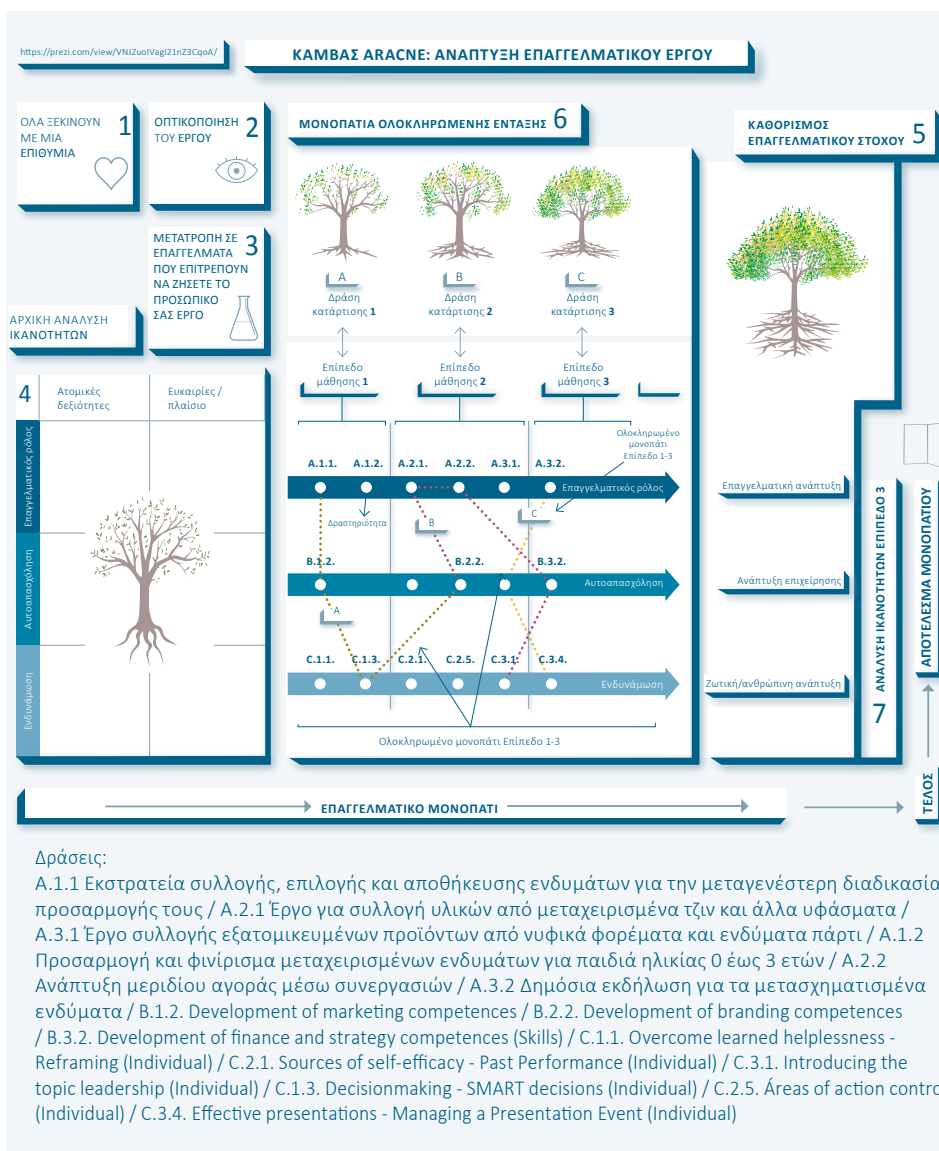 https://prezi.com/view/VNJZuoIVagI21nZ3CqoA/
ΚΑΜΒΑΣ ARACNE: ΑΝΑΠΤΥΞΗ ΕΠΑΓΓΕΛΜΑΤΙΚΟΥ ΕΡΓΟΥ
ΟΛΑ ΞΕΚΙΝΟΥΝ
ΜΕ ΜΙΑ
ΕΠΙΘΥΜΙΑ
1
ΟΠΤΙΚΟΠΟΙΗΣΗ
ΤΟΥ ΕΡΓΟΥ
2
ΜΕΤΑΤΡΟΠΗ ΣΕ
ΕΠΑΓΓΕΛΜΑΤΑ
ΠΟΥ ΕΠΙΤΡΕΠΟΥΝ
ΝΑ ΖΗΣΕΤΕ ΤΟ
ΠΡΟΣΩΠΙΚΟ
ΣΑΣ ΕΡΓΟ
3
ΑΡΧΙΚΗ ΑΝΑΛΥΣΗ
ΙΚΑΝΟΤΗΤΩΝ
4
Ατομικές
δεξιότητες
Ευκαιρίες /
πλαίσιο
Επαγγελματικός ρόλος
Αυτοαπασχόληση
Ενδυνάμωση
ΜΟΝΟΠΑΤΙΑ ΟΛΟΚΛΗΡΩΜΕΝΗΣ ΕΝΤΑΞΗΣ 6
A
B
C
Δράση
κατάρτισης 1
Δράση
κατάρτισης 2
Δράση
κατάρτισης 3
Επίπεδο
μάθησης 1
Επίπεδο
μάθησης 2
Επίπεδο
μάθησης 3
Ολοκληρωμένο
μονοπάτι
Επίπεδο 1-3
A.1.1. A.1.2. A.2.1. A.2.2. A.3.1. A.3.2.
Επαγγελματικός ρόλος
Δραστηριότητα
B
C
B.1.2. B.2.2. B.3.2.
Αυτοαπασχόληση
A
C.1.1. C.1.3. C.2.1. C.2.5. C.3.1. C.3.4.
Ενδυνάμωση
Ολοκληρωμένο μονοπάτι Επίπεδο 1-3
ΚΑΘΟΡΙΣΜΟΣ
ΕΠΑΓΓΕΛΜΑΤΙΚΟΥ ΣΤΟΧΟΥ 5
Επαγγελματική ανάπτυξη
Ανάπτυξη επιχείρησης
Ζωτική/ανθρώπινη ανάπτυξη
ΑΝΑΛΥΣΗ ΙΚΑΝΟΤΗΤΩΝ ΕΠΙΠΕΔΟ 3
7
ΑΠΟΤΕΛΕΣΜΑ ΜΟΝΟΠΑΤΙΟΥ
ΤΕΛΟΣ
ΕΠΑΓΓΕΛΜΑΤΙΚΟ ΜΟΝΟΠΑΤΙ
Δράσεις:
A.1.1 Εκστρατεία συλλογής, επιλογής και αποθήκευσης ενδυμάτων για την μεταγενέστερη διαδικασία
προσαρμογής τους / A.2.1 Έργο για συλλογή υλικών από μεταχειρισμένα τζιν και άλλα υφάσματα /
A.3.1 Έργο συλλογής εξατομικευμένων προϊόντων από νυφικά φορέματα και ενδύματα πάρτι / A.1.2
Προσαρμογή και φινίρισμα μεταχειρισμένων ενδυμάτων για παιδιά ηλικίας 0 έως 3 ετών / A.2.2
Ανάπτυξη μεριδίου αγοράς μέσω συνεργασιών / A.3.2 Δημόσια εκδήλωση για τα μετασχηματισμένα
ενδύματα / B.1.2. Development of marketing competences / B.2.2. Development of branding competences
/ B.3.2. Development of finance and strategy competences (Skills) / C.1.1. Overcome learned helplessness -
Reframing (Individual) / C.2.1. Sources of self-efficacy - Past Performance (Individual) / C.3.1. Introducing the
topic leadership (Individual) / C.1.3. Decisionmaking - SMART decisions (Individual) / C.2.5. Áreas of action contro
(Individual) / C.3.4. Effective presentations - Managing a Presentation Event (Individual)